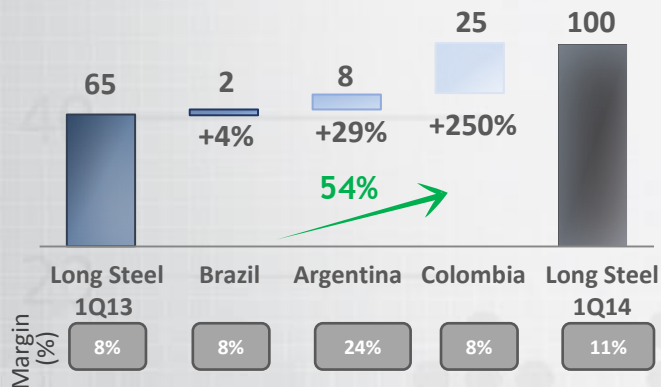 25
100
65
2
8
+4%
+29%
+250%
54%
Long Steel
1Q13
Brazil
Argentina
Colombia
Long Steel
1Q14
Margin
(%)
8%
8%
24%
8%
11%